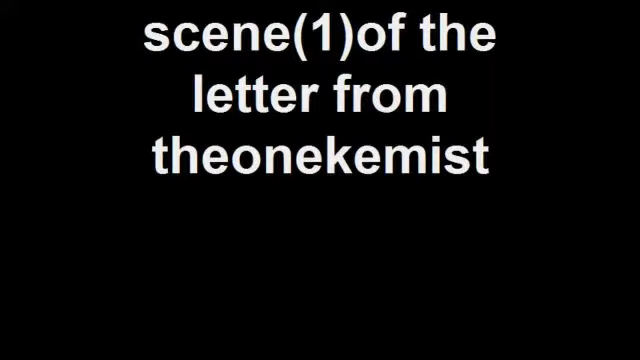 scene(1)of the
letter from
theonekemist